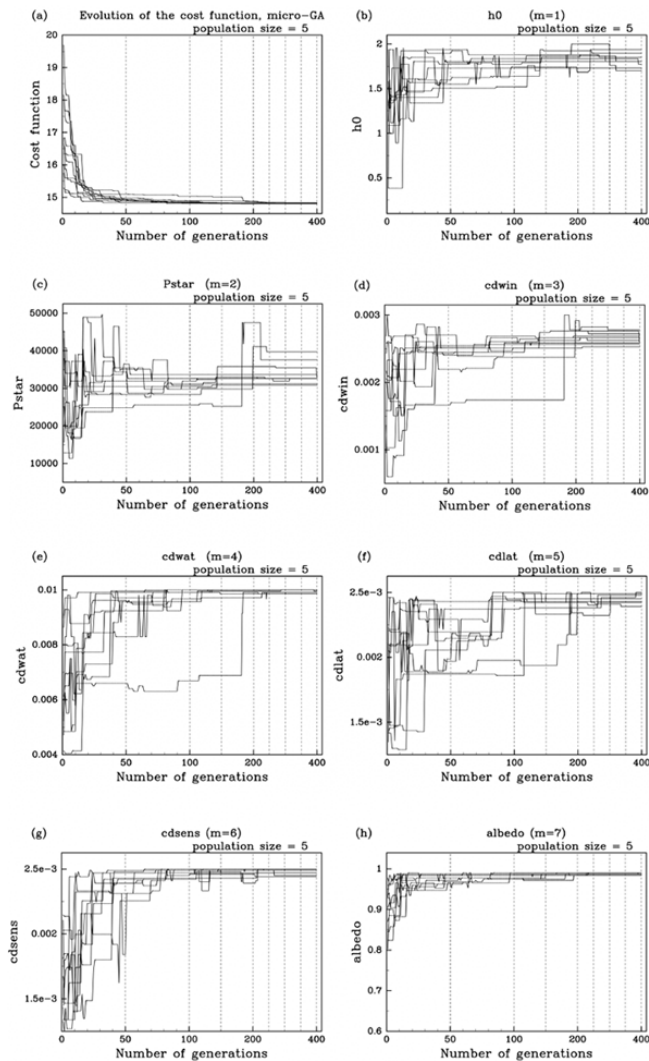 (a) Evolution of the cost function, micro-GA
population size = 5
20
19
18
17
16
15
Cost function
0 50 100 200 400
Number of generations
(b) h0 (m=1)
population size = 5
2
1.5
1
0.5
h0
0 50 100 200 400
Number of generations
(c) Pstar (m=2)
population size = 5
50000
40000
30000
20000
10000
Pstar
0 50 100 200 400
Number of generations
(d) cdwin (m=3)
population size = 5
0.003
0.002
0.001
cdwin
0 50 100 200 400
Number of generations
(e) cdwat (m=4)
population size = 5
0.01
0.008
0.006
0.004
cdwat
0 50 100 200 400
Number of generations
(f) cdlat (m=5)
population size = 5
2.5e-3
0.002
1.5e-3
cdlat
0 50 100 200 400
Number of generations
(g) cdsens (m=6)
population size = 5
2.5e-3
0.002
1.5e-3
cdsens
0 50 100 200 400
Number of generations
(h) albedo (m=7)
population size = 5
1
0.9
0.8
0.7
0.6
albedo
0 50 100 200 400
Number of generations